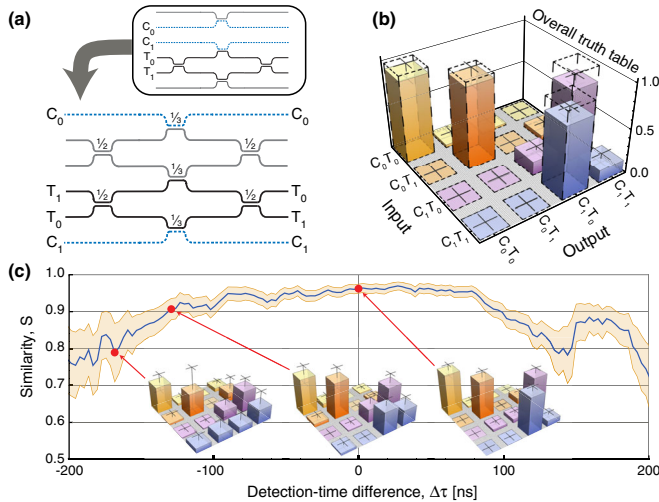 (a)
C₀
C₁
T₀
T₁
C₀
1/3
C₀
1/2
1/2
1/3
T₁
T₀
1/2
1/2
T₀
T₁
1/3
C₁
C₁
(b)
Overall truth table
1.0
0.5
0.0
C₀T₀
C₀T₁
C₁T₀
C₁T₁
Input
C₀T₀
C₀T₁
C₁T₀
C₁T₁
Output
(c)
1.0
0.9
0.8
0.7
0.6
0.5
Similarity, S
-200
-100
0
100
200
Detection-time difference, Δτ [ns]